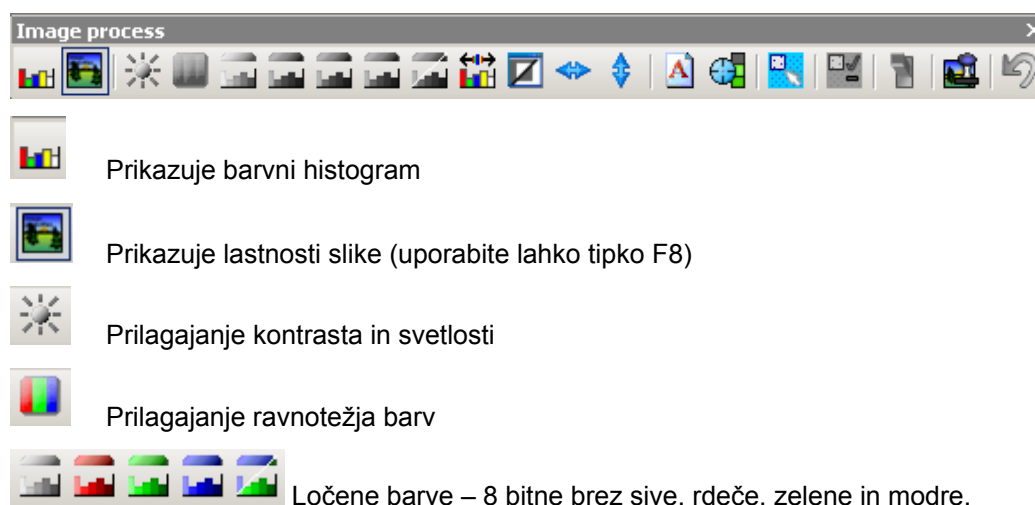 Image process
Prikazuje barvni histogram
Prikazuje lastnosti slike (uporabite lahko tipko F8)
Prilagajanje kontrasta in svetlosti
Prilagajanje ravnotežja barv
Ločene barve – 8 bitne brez sive, rdeče, zelene in modre.